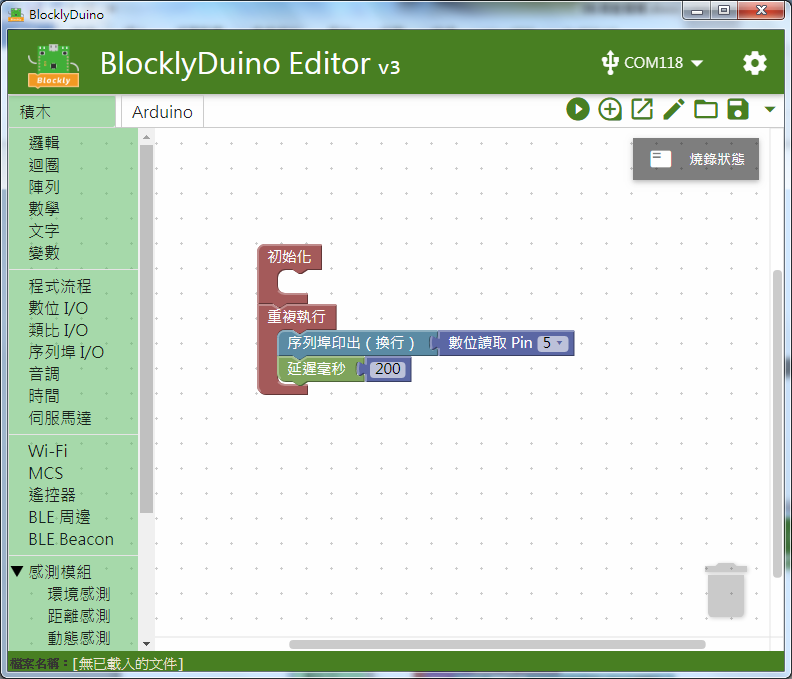 BlocklyDuino
Blockly
BlocklyDuino Editor v3
COM118
積木
Arduino
燒錄狀態
邏輯
迴圈
陣列
數學
文字
變數
程式流程
數位 I/O
類比 I/O
序列埠 I/O
音調
時間
伺服馬達
Wi-Fi
MCS
遙控器
BLE 周邊
BLE Beacon
感測模組
環境感測
距離感測
動態感測
初始化
重複執行
序列埠印出 ( 換行 ) 數位讀取 Pin 5
延遲毫秒 200
檔案名稱：[無已載入的文件]